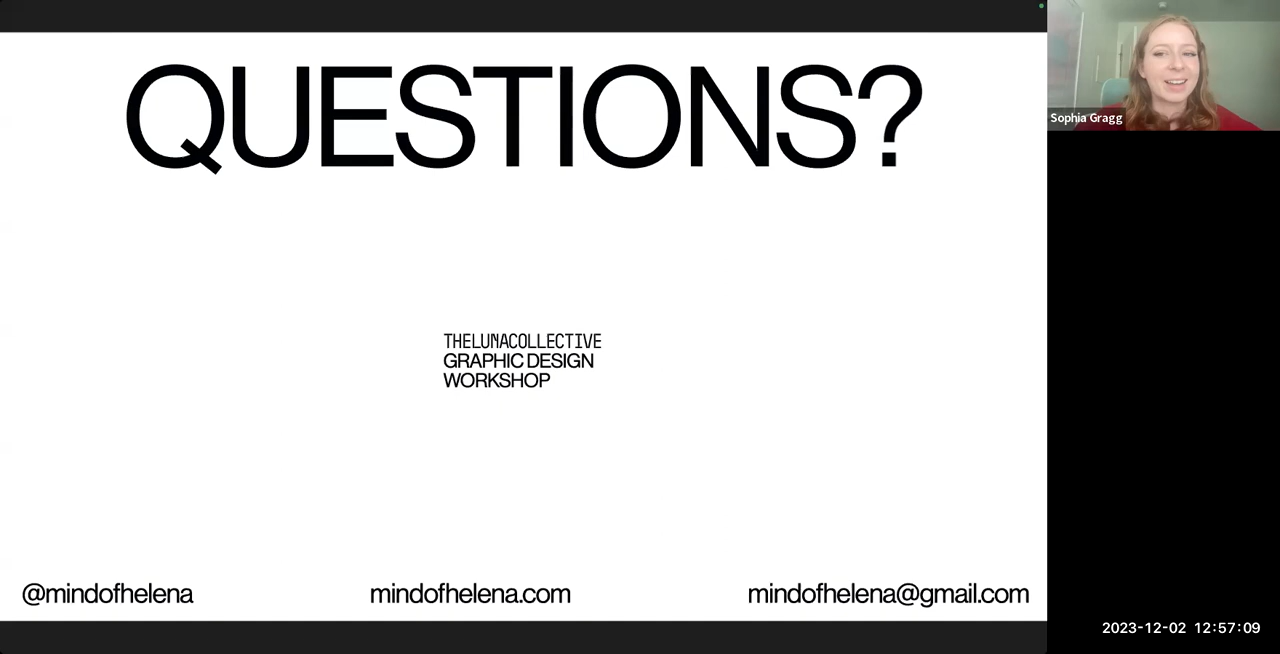 QUESTIONS?
Sophia Gragg
THELUNACOLLECTIVE
GRAPHIC DESIGN
WORKSHOP
@mindofhelena
mindofhelena.com
mindofhelena@gmail.com
2023-12-02 12:57:09